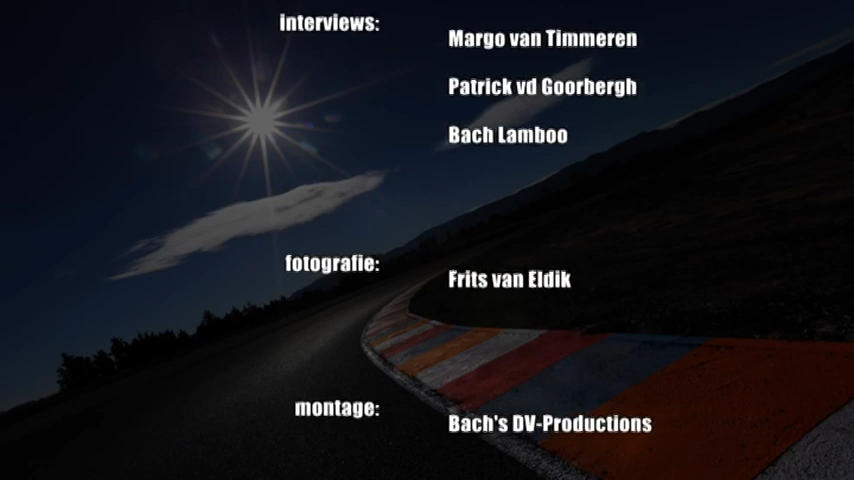 interviews:
Margo van Timmeren
Patrick vd Goorbergh
Bach Lamboo
fotografie:
Frits van Eldik
montage:
Bach's DV-Productions